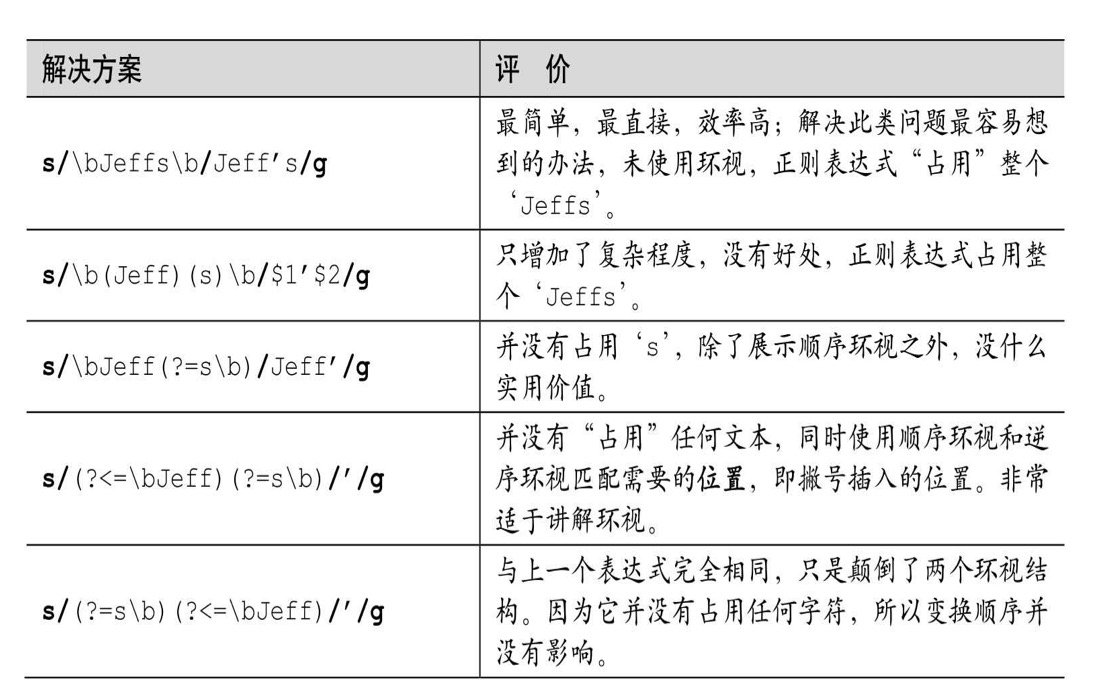 解决方案
评 价
s/\bJeffs\b/Jeff's/g
最简单，最直接，效率高；解决此类问题最容易想
到的办法，未使用环视，正则表达式“占用”整个
‘Jeffs’。
s/\b(Jeff)(s)\b/$1'$2/g
只增加了复杂程度，没有好处，正则表达式占用整
个‘Jeffs’。
s/\bJeff(?=s\b)/Jeff'/g
并没有占用‘s’，除了展示顺序环视之外，没什么
实用价值。
s/(?<=\bJeff)(?=s\b)/'/g
并没有“占用”任何文本，同时使用顺序环视和逆
序环视匹配需要的位置，即撇号插入的位置。非常
适于讲解环视。
s/(?=s\b)(?<=\bJeff)/'/g
与上一个表达式完全相同，只是颠倒了两个环视结
构。因为它并没有占用任何字符，所以变换顺序并
没有影响。